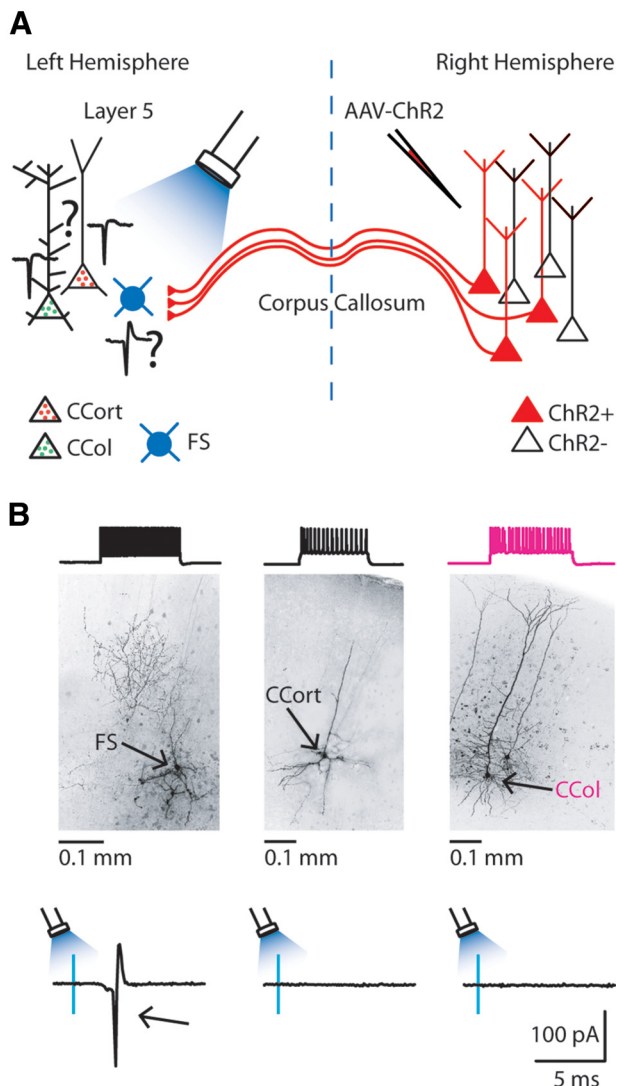 A
Left Hemisphere
Right Hemisphere
Layer 5
AAV-ChR2
?
Corpus Callosum
?
CCort
CCol
FS
ChR2+
ChR2-
B
FS
CCort
CCol
0.1 mm
0.1 mm
0.1 mm
100 pA
5 ms